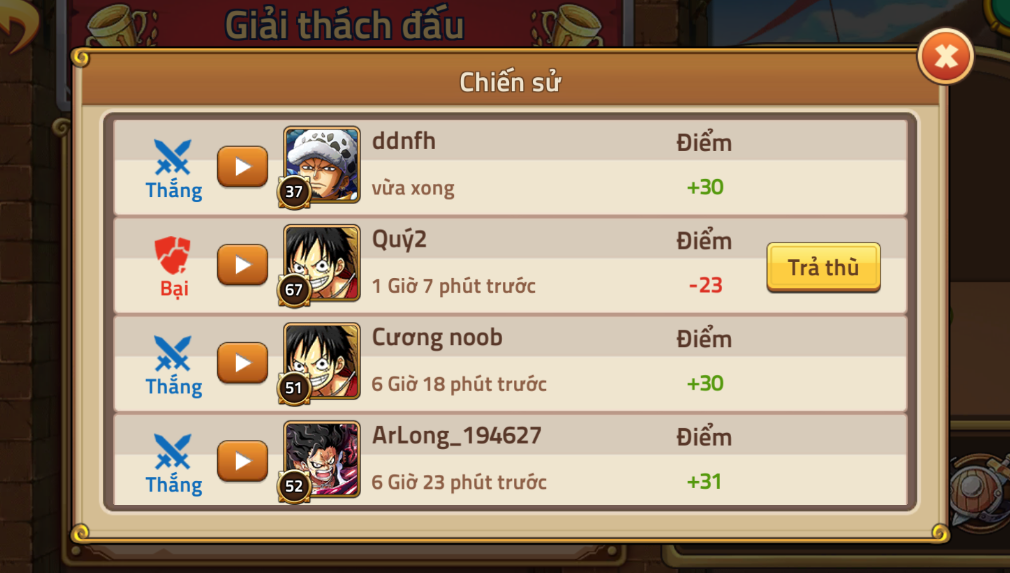 Giải thách đấu
Chiến sử
ddnfh
Điểm
Thắng
37
vừa xong
+30
Quý2
Điểm
Trả thù
Bại
67
1 Giờ 7 phút trước
-23
Cương noob
Điểm
Thắng
51
6 Giờ 18 phút trước
+30
ArLong_194627
Điểm
Thắng
52
6 Giờ 23 phút trước
+31